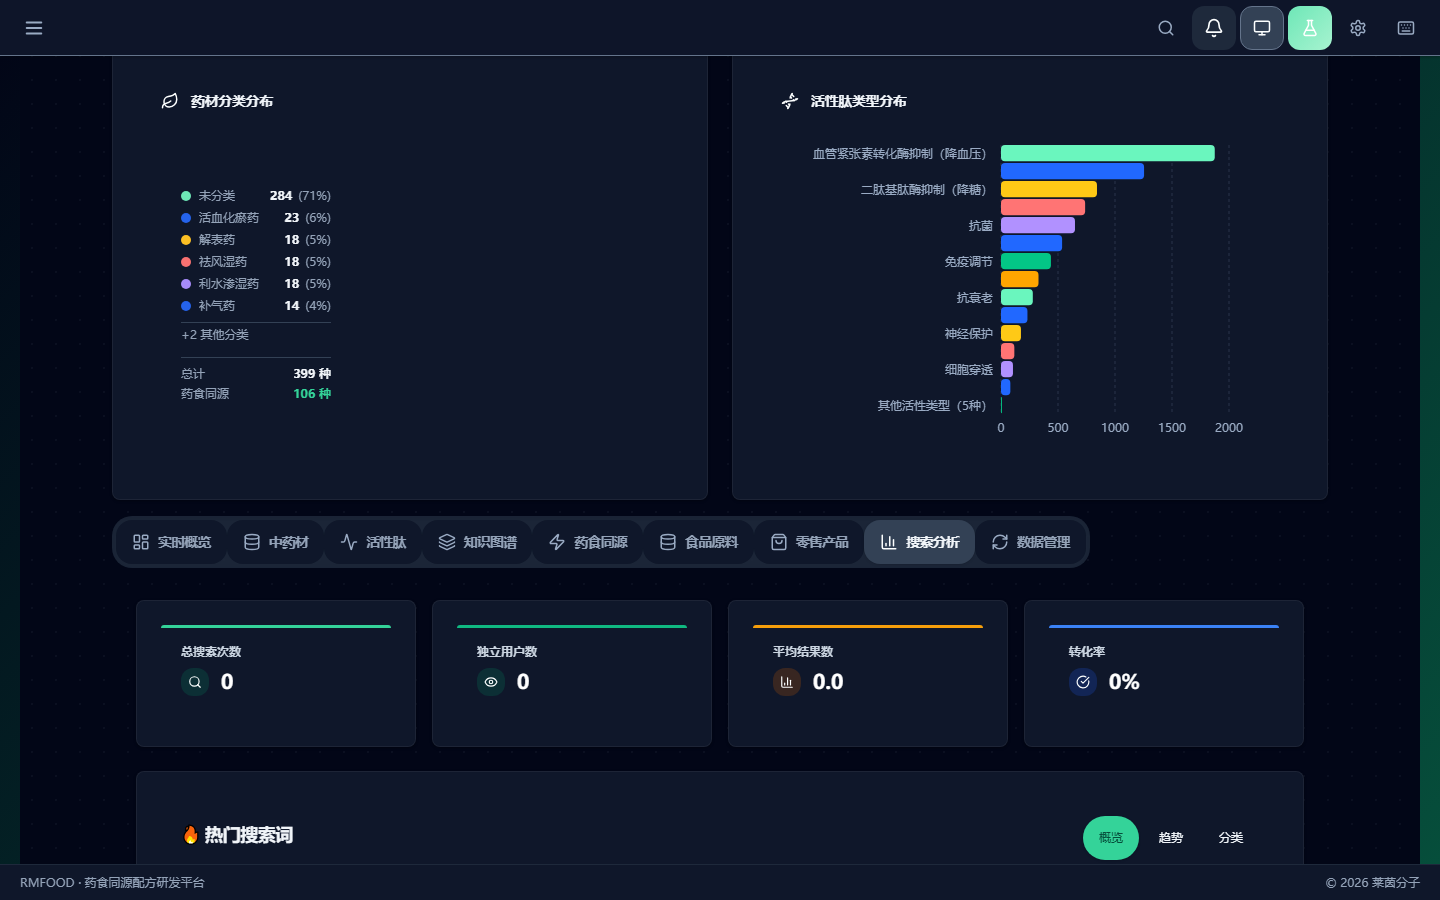 药材分类分布
未分类 284 (71%)
活血化瘀药 23 (6%)
解表药 18 (5%)
祛风湿药 18 (5%)
利水渗湿药 18 (5%)
补气药 14 (4%)
+2 其他分类
总计 399 种
药食同源 106 种
活性肽类型分布
血管紧张素转化酶抑制（降血压）
二肽基肽酶抑制（降糖）
抗菌
免疫调节
抗衰老
神经保护
细胞穿透
其他活性类型（5种）
0 500 1000 1500 2000
实时概览 中药材 活性肽 知识图谱 药食同源 食品原料 零售产品 搜索分析 数据管理
总搜索次数
0
独立用户数
0
平均结果数
0.0
转化率
0%
🔥 热门搜索词
概览 趋势 分类
RMFOOD · 药食同源配方研发平台
© 2026 莱茵分子